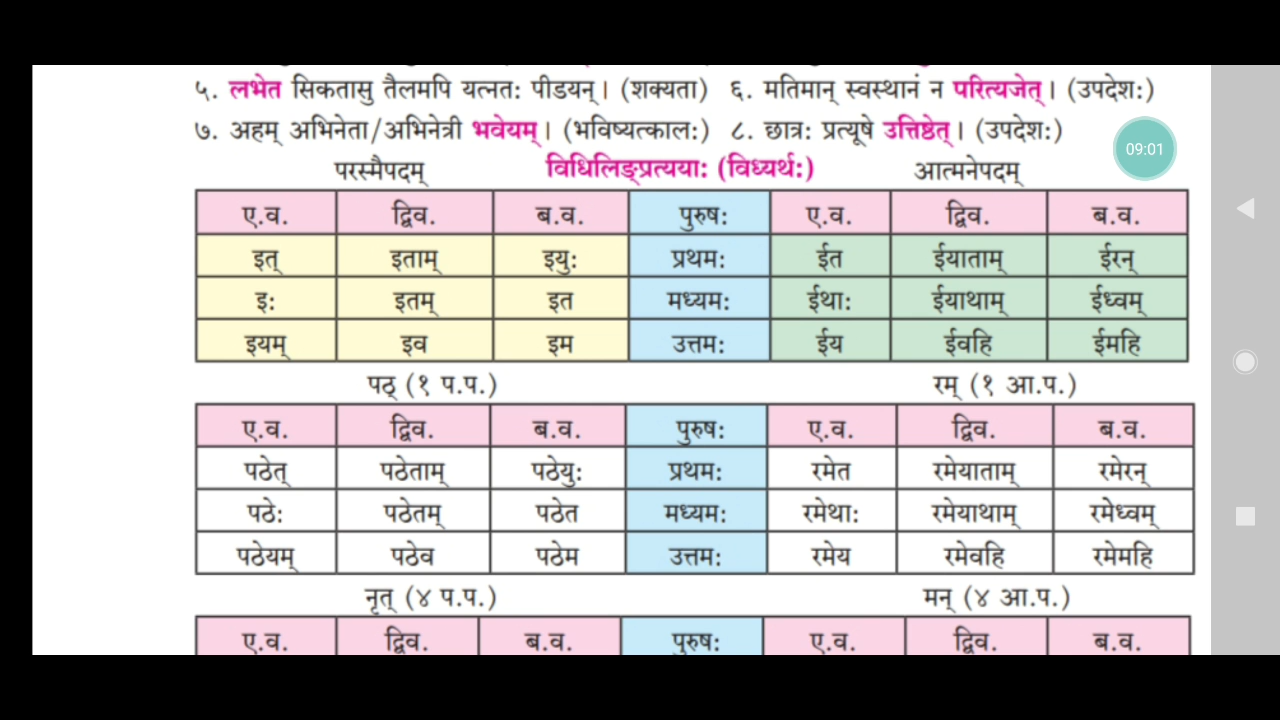 ५. लभेत सिकतासु तैलमपि यत्नतः पीडयन्। (शक्यता) ६. मतिमान् स्वस्थानं न परित्यजेत्। (उपदेशः)
७. अहम् अभिनेता/अभिनेत्री भवेयम्। (भविष्यत्कालः) ८. छात्रः प्रत्यूषे उत्तिष्ठेत्। (उपदेशः)
09:01
परस्मैपदम् विधिलिङ्प्रत्ययाः (विध्यर्थः) आत्मनेपदम्
ए.व. द्विव. ब.व. पुरुषः ए.व. द्विव. ब.व.
इत् इताम् इयुः प्रथमः ईत ईयाताम् ईरन्
इः इतम् इत मध्यमः ईथाः ईयाथाम् ईध्वम्
इयम् इव इम उत्तमः ईय ईवहि ईमहि
पठ् (१ प.प.) रम् (१ आ.प.)
ए.व. द्विव. ब.व. पुरुषः ए.व. द्विव. ब.व.
पठेत् पठेताम् पठेयुः प्रथमः रमेत रमेयाताम् रमेरन्
पठेः पठेतम् पठेत मध्यमः रमेथाः रमेयाथाम् रमेध्वम्
पठेयम् पठेव पठेम उत्तमः रमेय रमेवहि रमेमहि
नृत् (४ प.प.) मन् (४ आ.प.)
ए.व. द्विव. ब.व. पुरुषः ए.व. द्विव. ब.व.